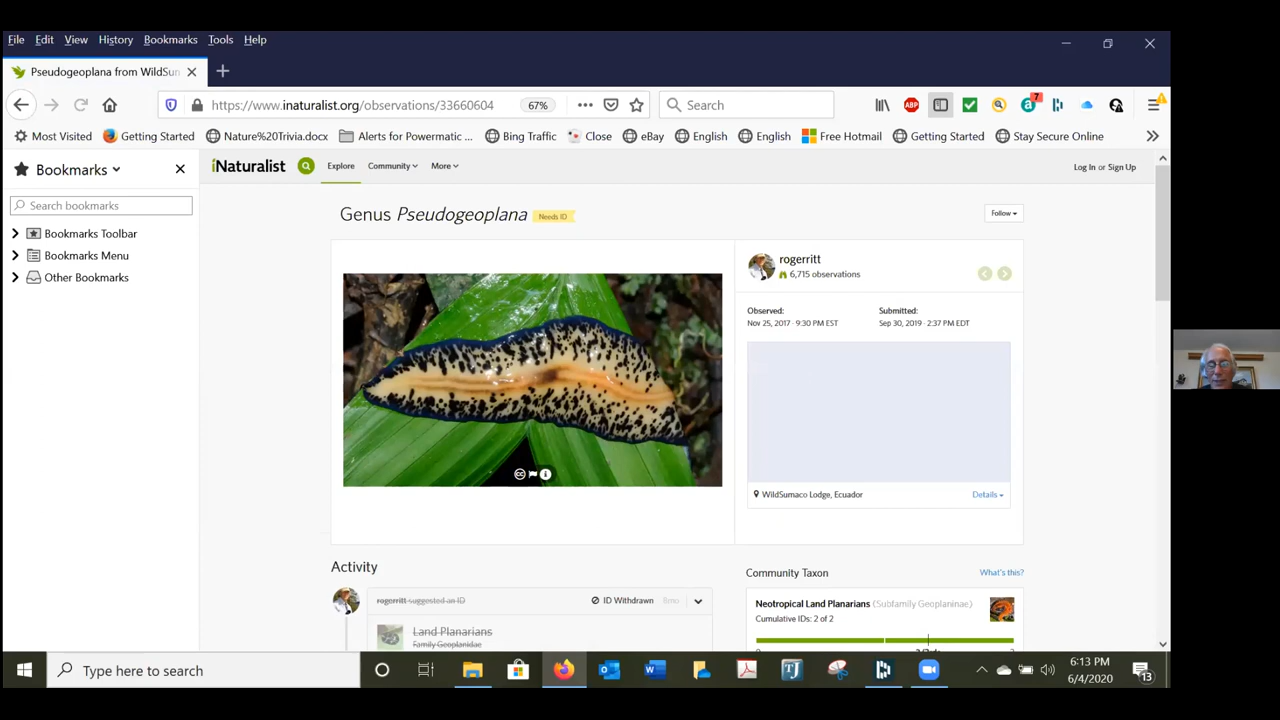 File Edit View History Bookmarks Tools Help
Pseudogeoplana from WildSum
https://www.inaturalist.org/observations/33660604 67% Search ABP 7
Most Visited Getting Started Nature%20Trivia.docx Alerts for Powermatic ... Bing Traffic Close eBay English English Free Hotmail Getting Started Stay Secure Online
Bookmarks
Search bookmarks
Bookmarks Toolbar
Bookmarks Menu
Other Bookmarks
iNaturalist Explore Community More Log In or Sign Up
Genus Pseudogeoplana Needs ID Follow
rogerritt
6,715 observations
Observed: Submitted:
Nov 25, 2017 · 9:30 PM EST Sep 30, 2019 · 2:37 PM EDT
cc
WildSumaco Lodge, Ecuador Details
Activity
Community Taxon What's this?
rogerritt suggested an ID ID Withdrawn 8mo
Land Planarians
Family Geoplanidae
Neotropical Land Planarians (Subfamily Geoplaninae)
Cumulative IDs: 2 of 2
Type here to search
6:13 PM
6/4/2020
13